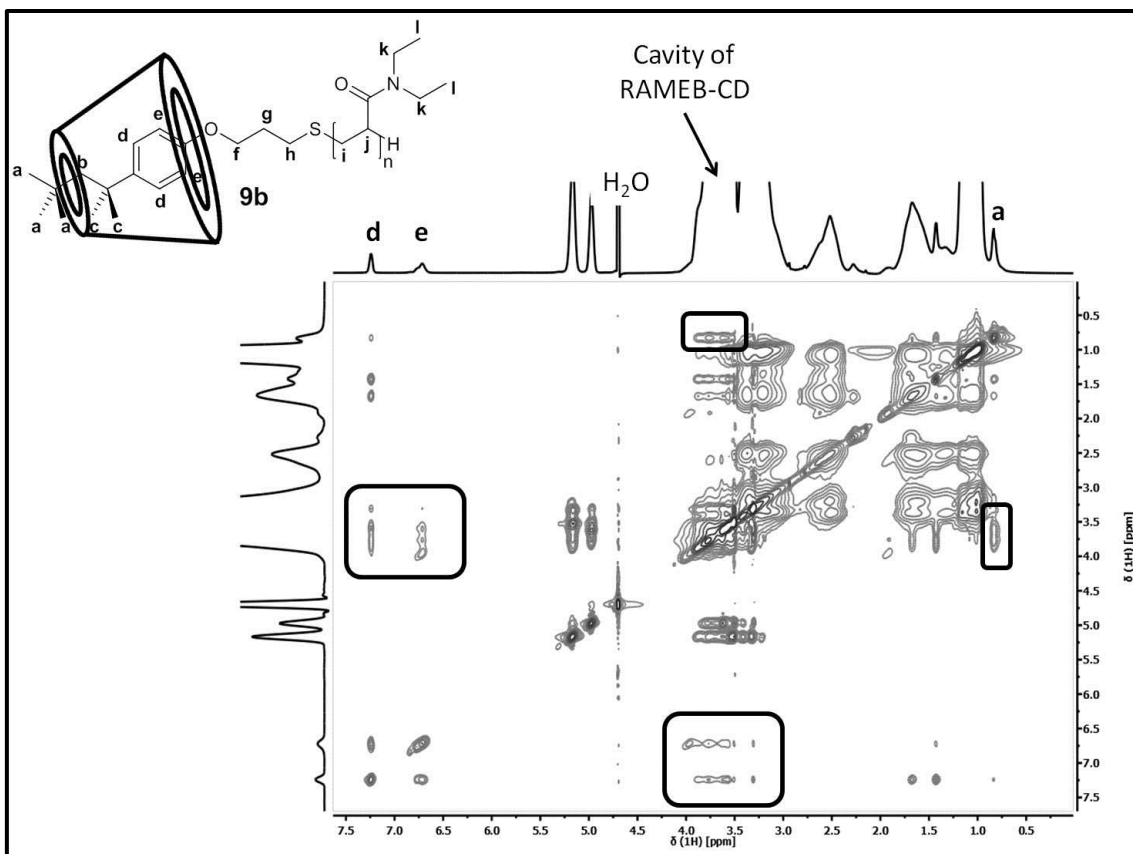 l
k
Cavity of
RAMEB-CD
O
N
l
g
k
e
S
H
d
O
j
f
h
i
n
b
a
e
9b
H₂O
d
a
a
c
c
d
e
a
0.5
1.0
1.5
2.0
2.5
3.0
3.5
4.0
4.5
5.0
5.5
6.0
6.5
7.0
7.5
δ (1H) [ppm]
7.5 7.0 6.5 6.0 5.5 5.0 4.5 4.0 3.5 3.0 2.5 2.0 1.5 1.0 0.5
δ (1H) [ppm]